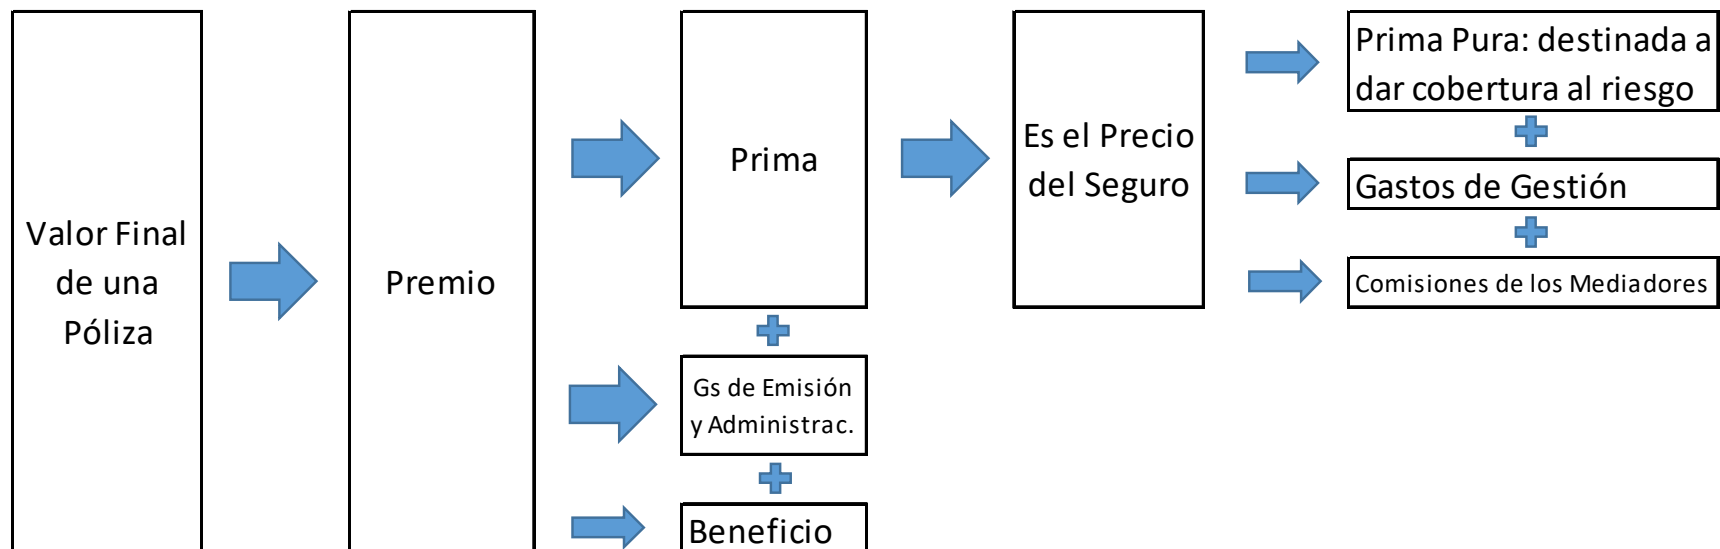 Valor Final
de una
Póliza
Premio
Prima
Gs de Emisión
y Administrac.
Beneficio
Es el Precio
del Seguro
Prima Pura: destinada a
dar cobertura al riesgo
Gastos de Gestión
Comisiones de los Mediadores